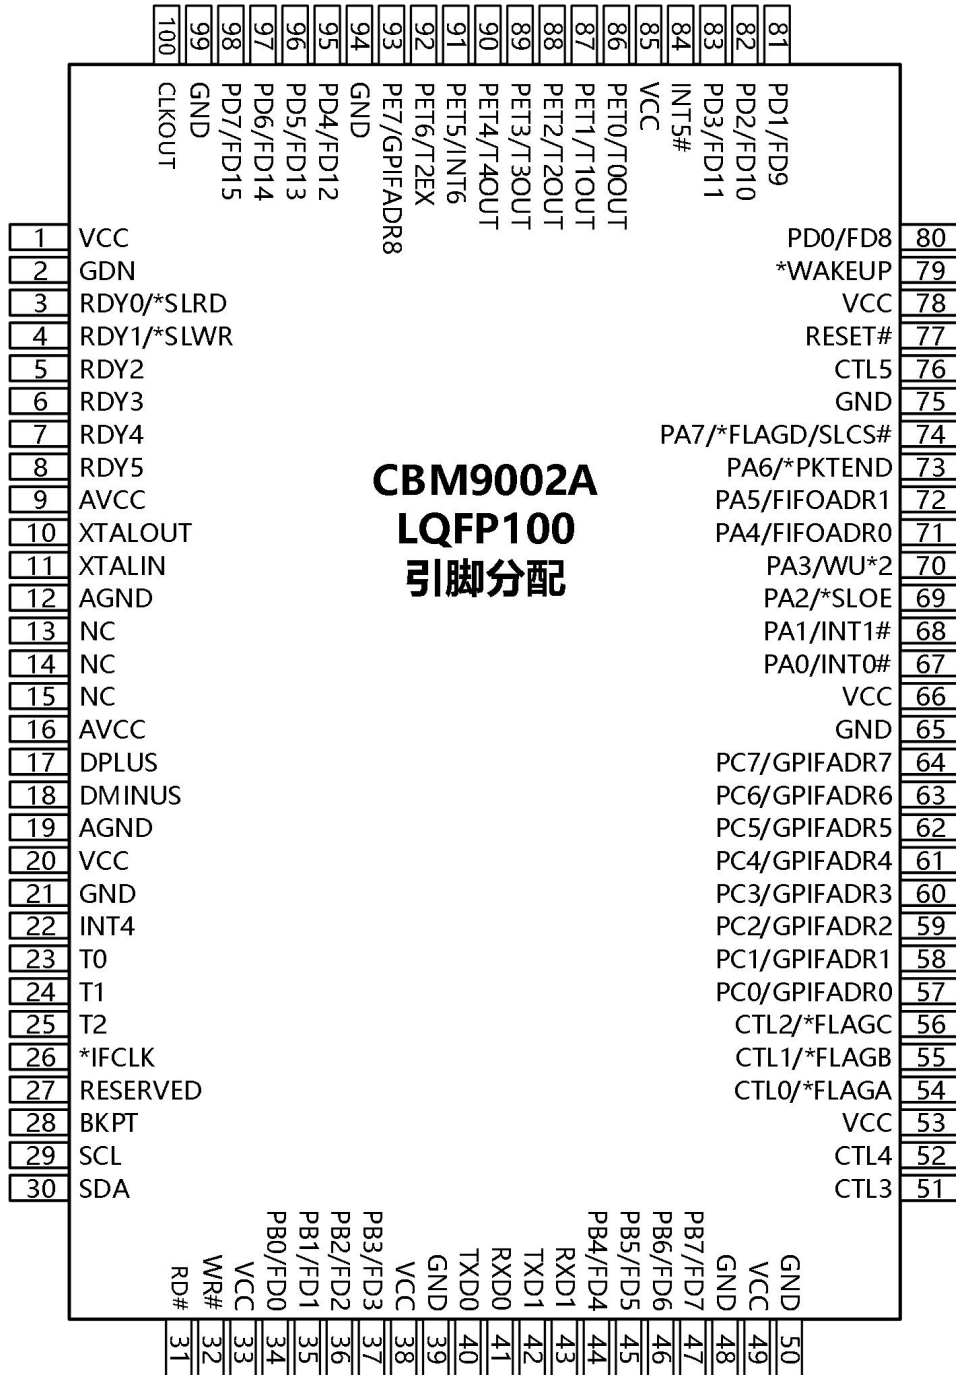 100 99 98 97 96 95 94 93 92 91 90 89 88 87 86 85 84 83 82 81
CLKOUT
GND
PD7/FD15
PD6/FD14
PD5/FD13
PD4/FD12
GND
PE7/GPIFADR8
PET6/T2EX
PET5/INT6
PET4/T4OUT
PET3/T3OUT
PET2/T2OUT
PET1/T1OUT
PET0/T0OUT
VCC
INT5#
PD3/FD11
PD2/FD10
PD1/FD9
1 VCC
2 GDN
3 RDY0/*SLRD
4 RDY1/*SLWR
5 RDY2
6 RDY3
7 RDY4
8 RDY5
9 AVCC
10 XTALOUT
11 XTALIN
12 AGND
13 NC
14 NC
15 NC
16 AVCC
17 DPLUS
18 DMINUS
19 AGND
20 VCC
21 GND
22 INT4
23 T0
24 T1
25 T2
26 *IFCLK
27 RESERVED
28 BKPT
29 SCL
30 SDA
CBM9002A
LQFP100
引脚分配
PD0/FD8 80
*WAKEUP 79
VCC 78
RESET# 77
CTL5 76
GND 75
PA7/*FLAGD/SLCS# 74
PA6/*PKTEND 73
PA5/FIFOADR1 72
PA4/FIFOADR0 71
PA3/WU*2 70
PA2/*SLOE 69
PA1/INT1# 68
PA0/INT0# 67
VCC 66
GND 65
PC7/GPIFADR7 64
PC6/GPIFADR6 63
PC5/GPIFADR5 62
PC4/GPIFADR4 61
PC3/GPIFADR3 60
PC2/GPIFADR2 59
PC1/GPIFADR1 58
PC0/GPIFADR0 57
CTL2/*FLAGC 56
CTL1/*FLAGB 55
CTL0/*FLAGA 54
VCC 53
CTL4 52
CTL3 51
RD#
WR#
VCC
PB0/FD0
PB1/FD1
PB2/FD2
PB3/FD3
VCC
GND
TXD0
RXD0
TXD1
RXD1
PB4/FD4
PB5/FD5
PB6/FD6
PB7/FD7
GND
VCC
GND
31 32 33 34 35 36 37 38 39 40 41 42 43 44 45 46 47 48 49 50